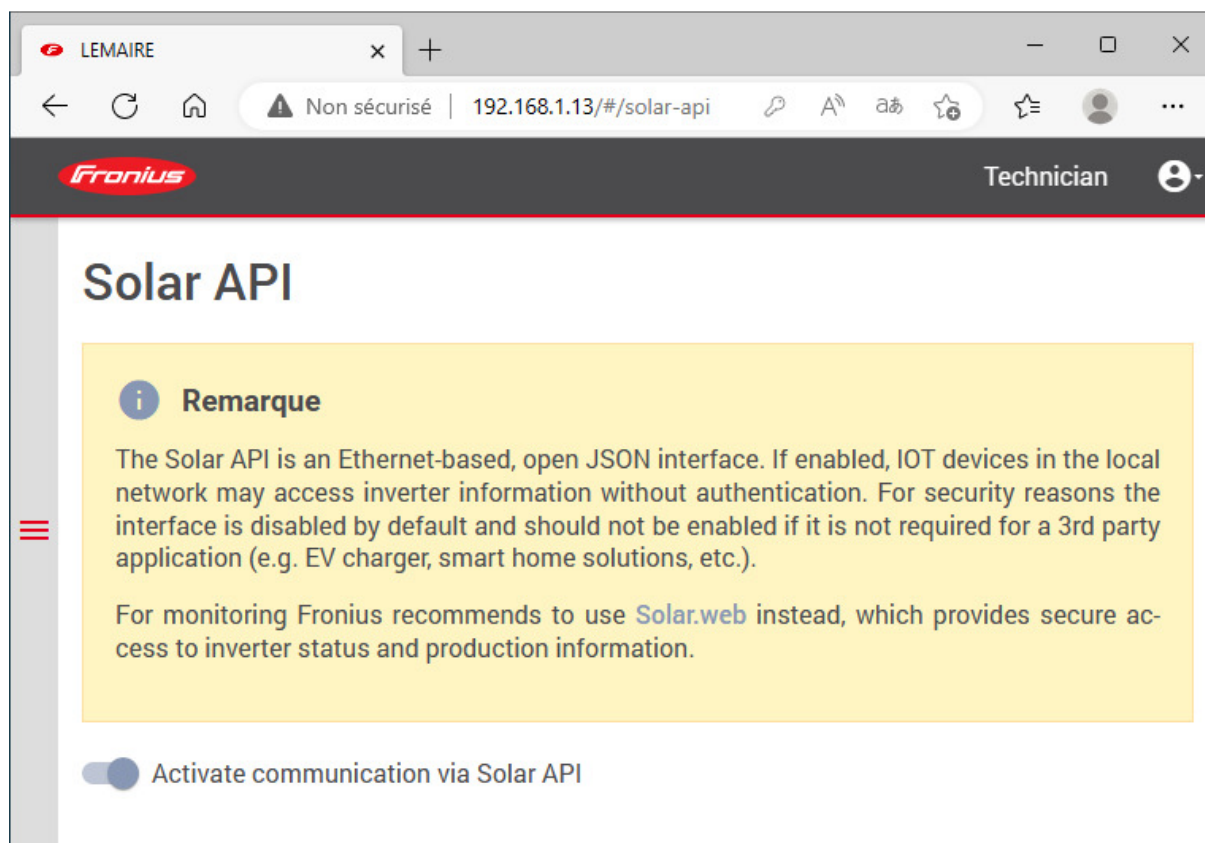 LEMAIRE
Non sécurisé | 192.168.1.13/#/solar-api
Fronius
Technician
Solar API
Remarque
The Solar API is an Ethernet-based, open JSON interface. If enabled, IOT devices in the local
network may access inverter information without authentication. For security reasons the
interface is disabled by default and should not be enabled if it is not required for a 3rd party
application (e.g. EV charger, smart home solutions, etc.).
For monitoring Fronius recommends to use Solar.web instead, which provides secure ac-
cess to inverter status and production information.
Activate communication via Solar API